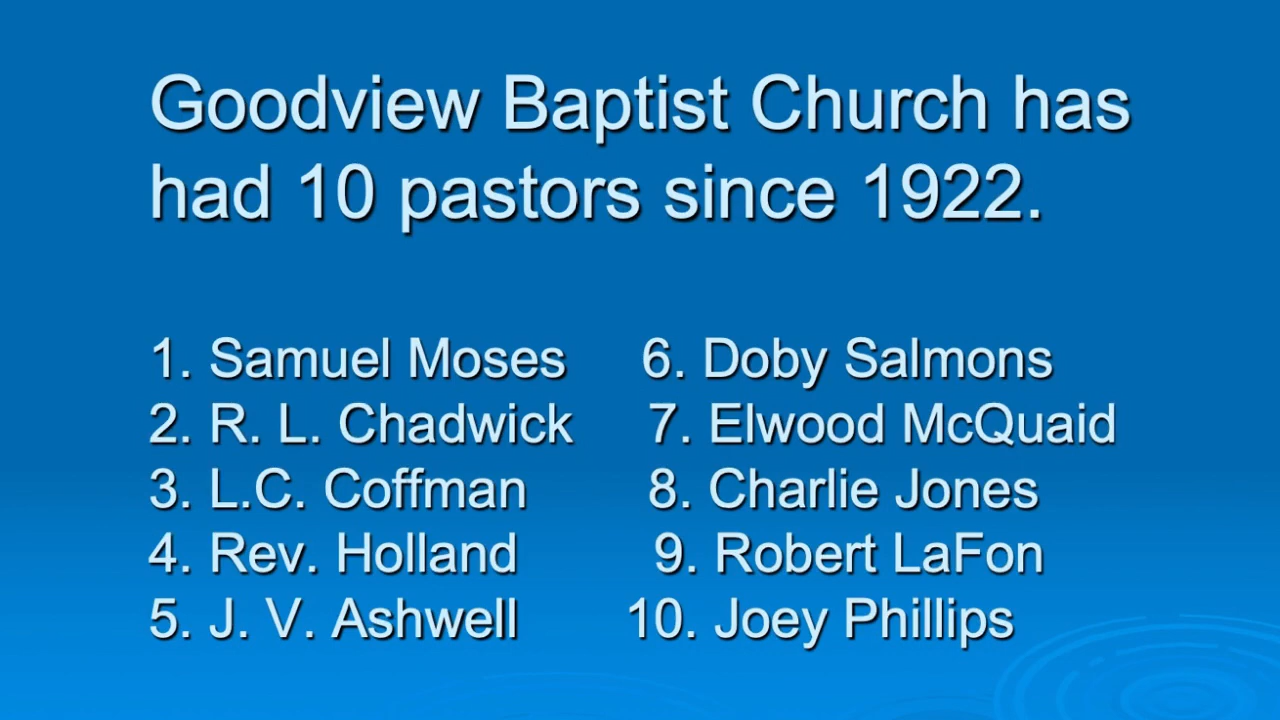 Goodview Baptist Church has
had 10 pastors since 1922.
1. Samuel Moses
2. R. L. Chadwick
3. L.C. Coffman
4. Rev. Holland
5. J. V. Ashwell
6. Doby Salmons
7. Elwood McQuaid
8. Charlie Jones
9. Robert LaFon
10. Joey Phillips